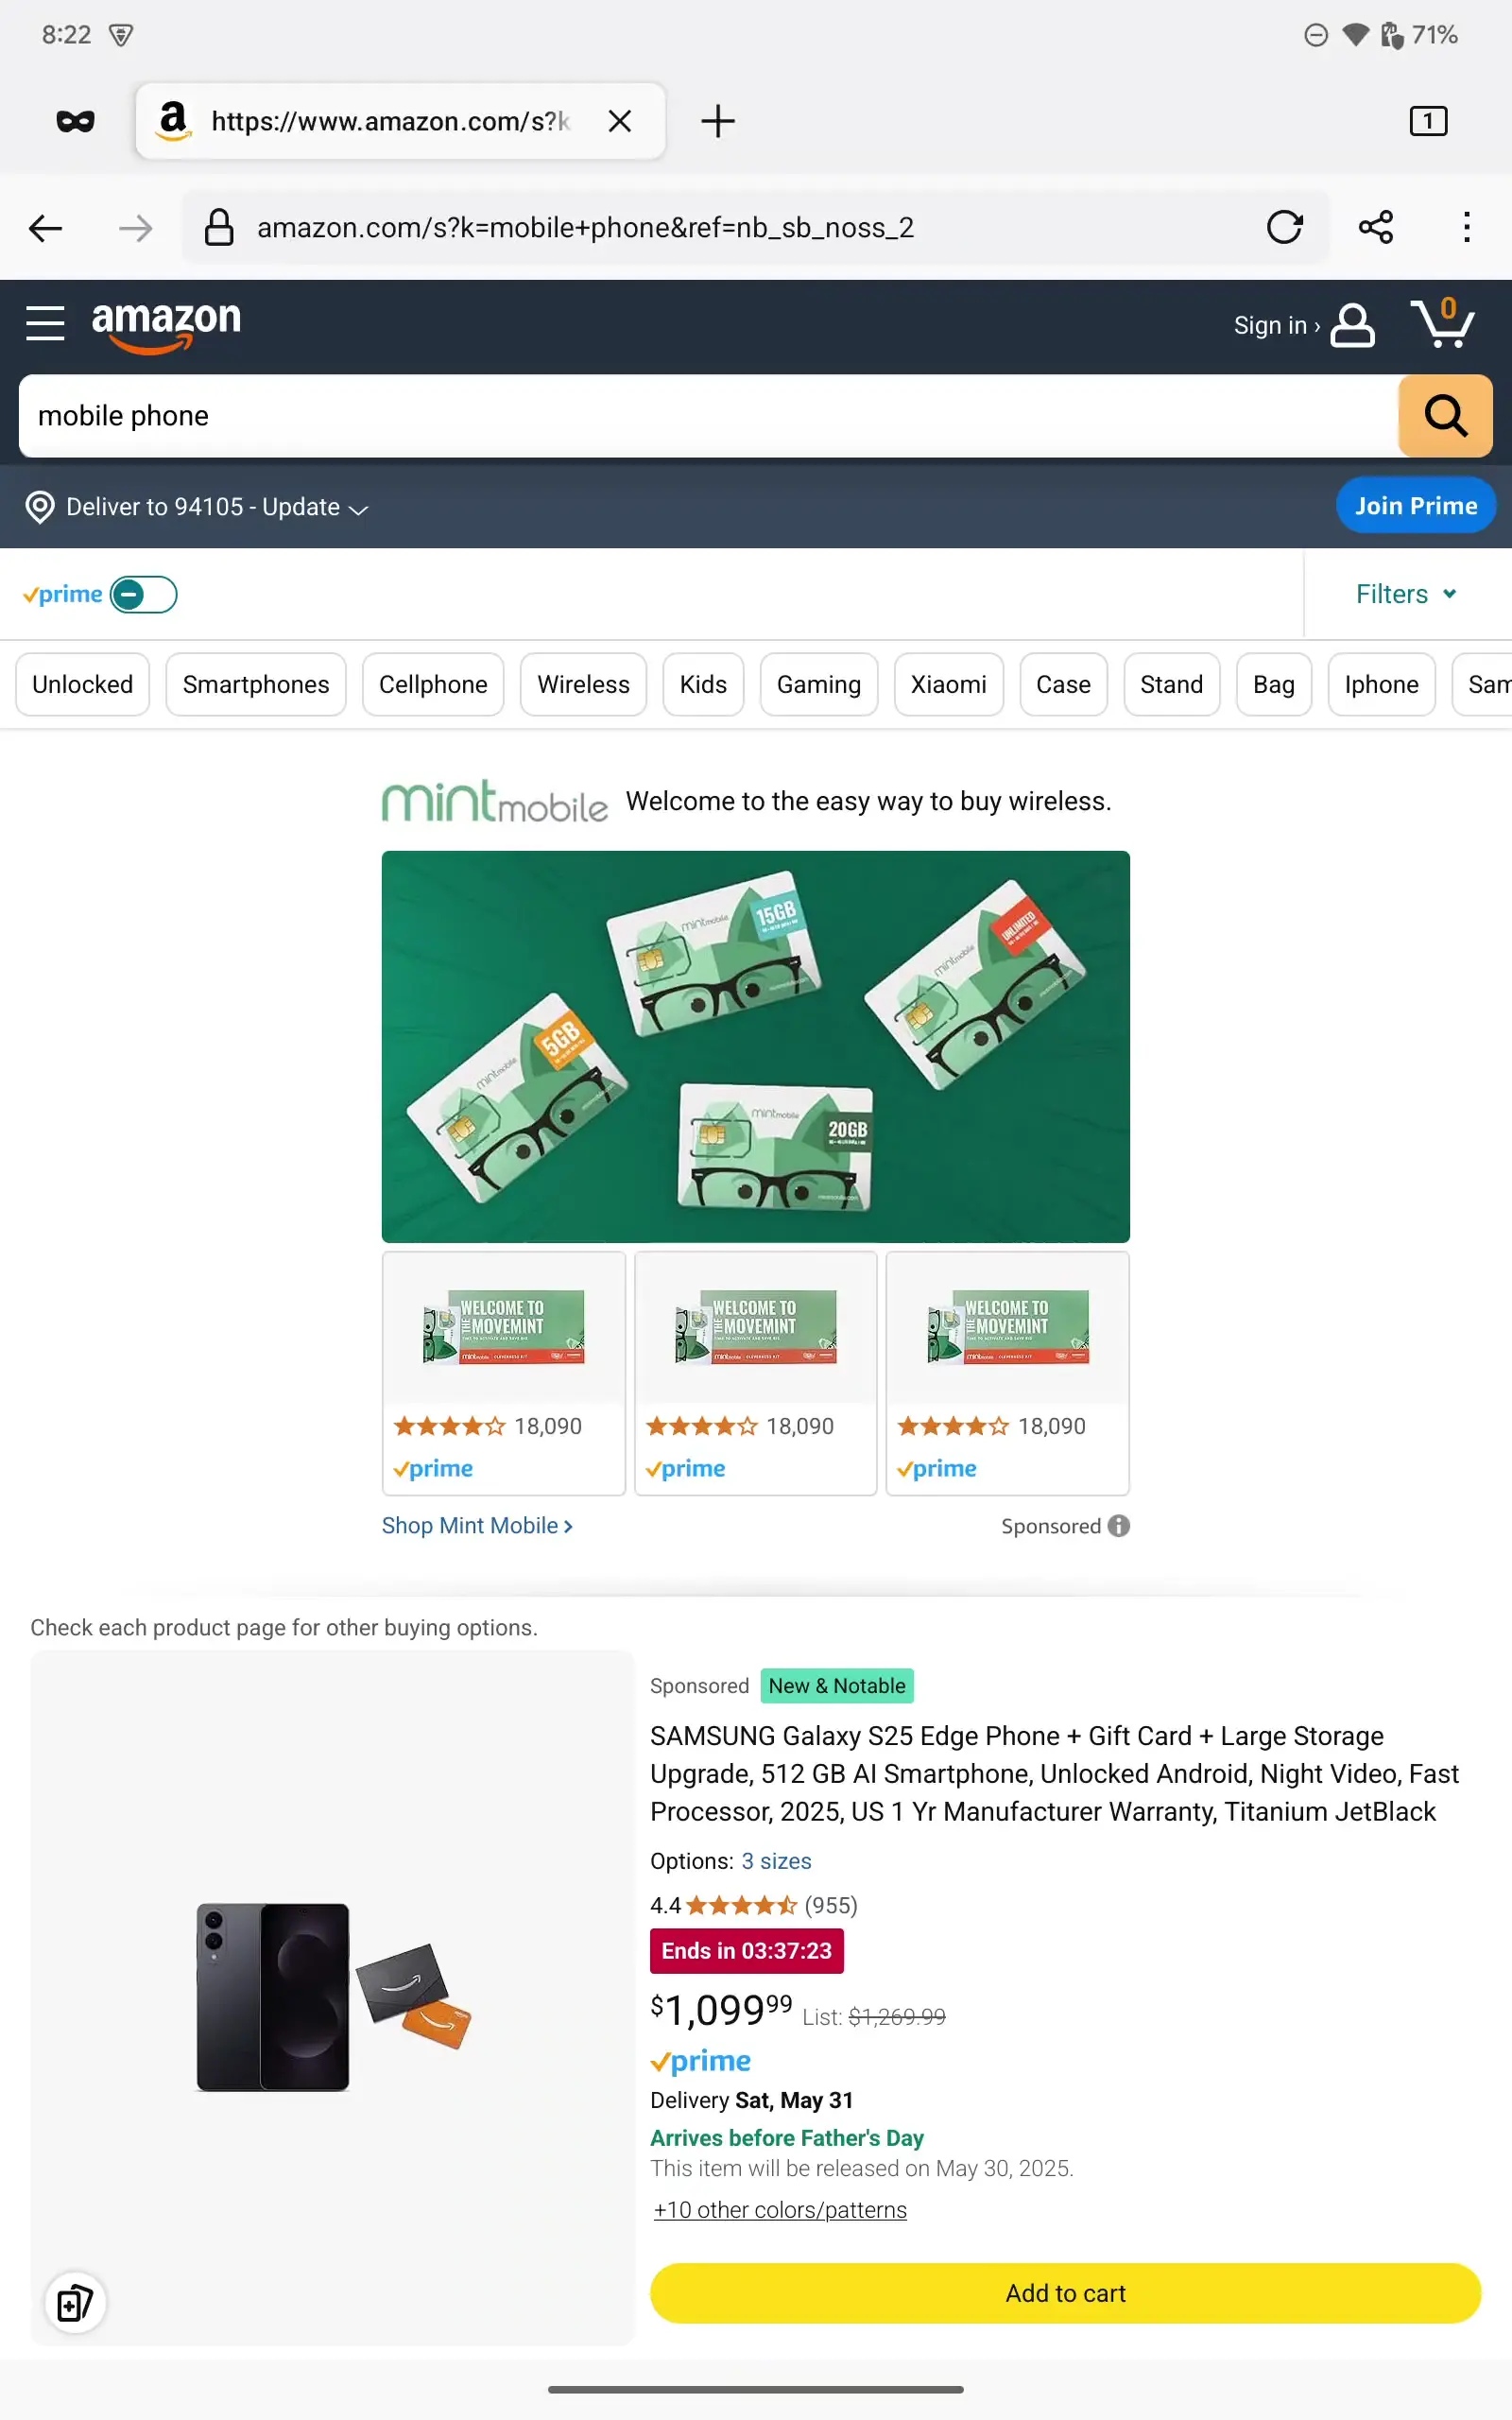 8:22
71%
https://www.amazon.com/s?k
1
amazon.com/s?k=mobile+phone&ref=nb_sb_noss_2
amazon
Sign in ›
0
mobile phone
Deliver to 94105 - Update
Join Prime
prime
Filters
Unlocked
Smartphones
Cellphone
Wireless
Kids
Gaming
Xiaomi
Case
Stand
Bag
Iphone
Sam
mintmobile Welcome to the easy way to buy wireless.
mintmobile
15GB
mintmobile
UNLIMITED
mintmobile
5GB
mintmobile
20GB
WELCOME TO
THE MOVEMINT
WELCOME TO
THE MOVEMINT
WELCOME TO
THE MOVEMINT
18,090
18,090
18,090
prime
prime
prime
Shop Mint Mobile ›
Sponsored
Check each product page for other buying options.
Sponsored New & Notable
SAMSUNG Galaxy S25 Edge Phone + Gift Card + Large Storage
Upgrade, 512 GB AI Smartphone, Unlocked Android, Night Video, Fast
Processor, 2025, US 1 Yr Manufacturer Warranty, Titanium JetBlack
Options: 3 sizes
4.4 (955)
Ends in 03:37:23
$1,099.99 List: $1,269.99
prime
Delivery Sat, May 31
Arrives before Father's Day
This item will be released on May 30, 2025.
+10 other colors/patterns
Add to cart